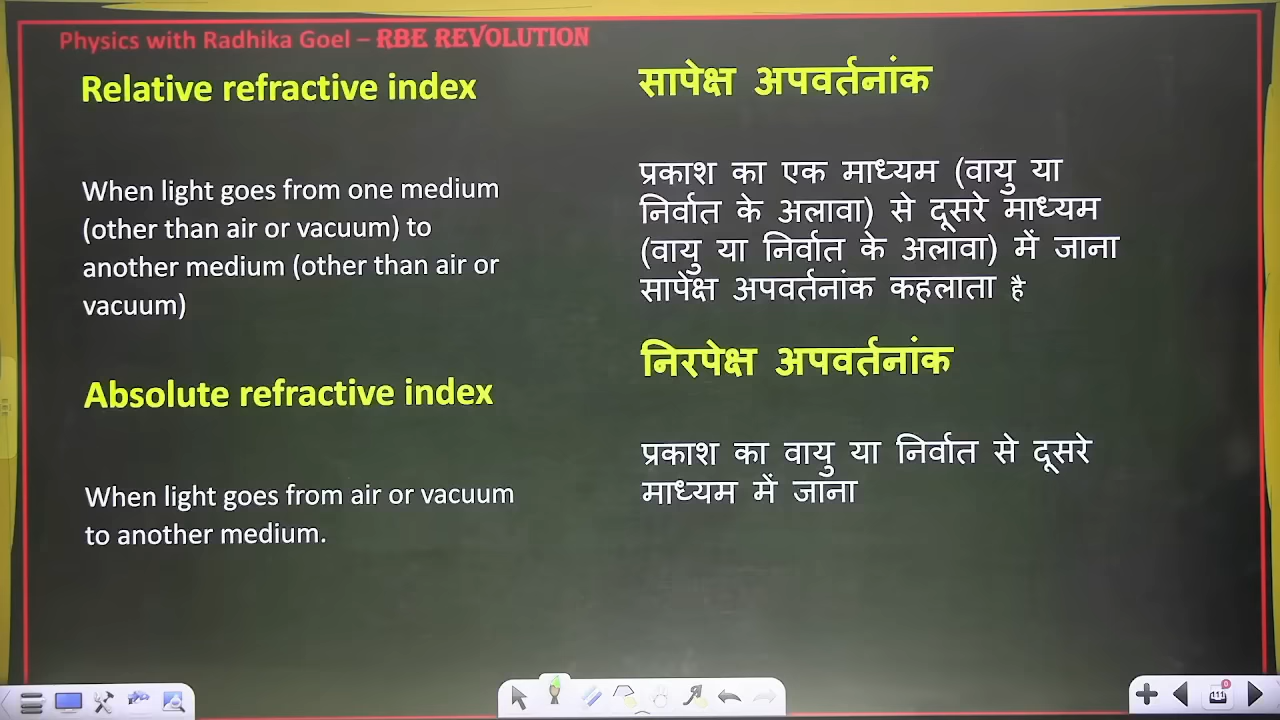 Physics with Radhika Goel – RBE REVOLUTION
Relative refractive index
When light goes from one medium
(other than air or vacuum) to
another medium (other than air or
vacuum)
Absolute refractive index
When light goes from air or vacuum
to another medium.
सापेक्ष अपवर्तनांक
प्रकाश का एक माध्यम (वायु या
निर्वात के अलावा) से दूसरे माध्यम
(वायु या निर्वात के अलावा) में जाना
सापेक्ष अपवर्तनांक कहलाता है
निरपेक्ष अपवर्तनांक
प्रकाश का वायु या निर्वात से दूसरे
माध्यम में जाना
111
0